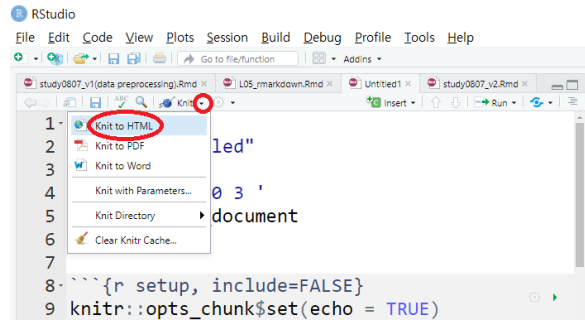 RStudio
File Edit Code View Plots Session Build Debug Profile Tools Help
Go to file/function Addins
study0807_v1(data preprocessing).Rmd L05_rmarkdown.Rmd Untitled1 study0807_v2.Rmd
ABC Knit Insert Run
1 Knit to HTML
2 Knit to PDF led"
3 Knit to Word
4 Knit with Parameters... 0 3 '
5 Knit Directory document
6 Clear Knitr Cache...
7
8 ```{r setup, include=FALSE}
9 knitr::opts_chunk$set(echo = TRUE)